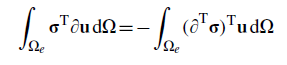 ∫_{Ω_e} σ^T ∂u dΩ = − ∫_{Ω_e} (∂^T σ)^T u dΩ